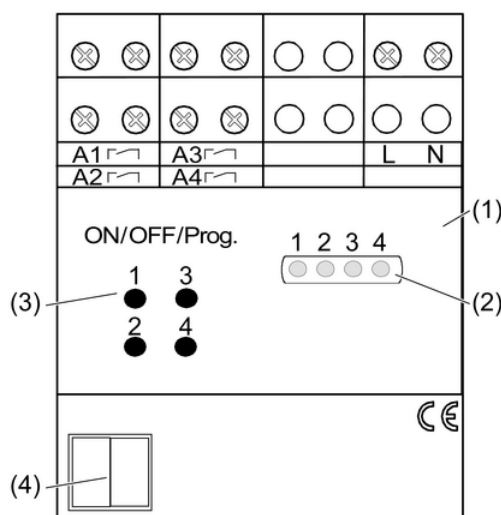 A1 A3 L N
A2 A4
(1)
ON/OFF/Prog.
1 2 3 4
(2)
(3)
1 3
2 4
CE
(4)